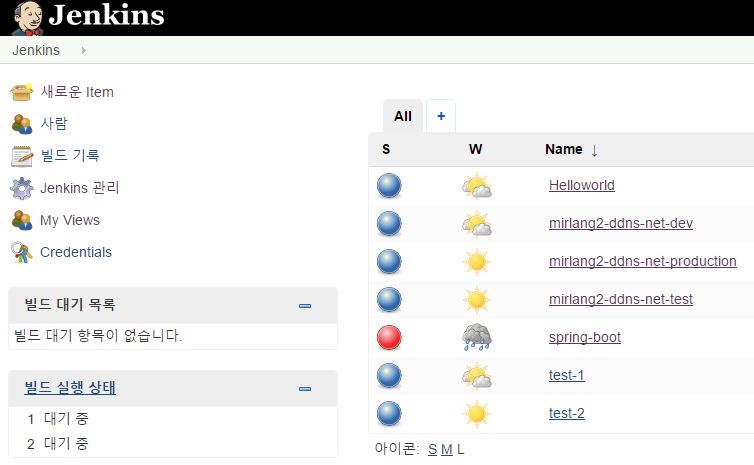 Jenkins
Jenkins
새로운 Item
사람
빌드 기록
Jenkins 관리
My Views
Credentials
빌드 대기 목록
빌드 대기 항목이 없습니다.
빌드 실행 상태
1 대기 중
2 대기 중
All +
S W Name ↓
Helloworld
mirlang2-ddns-net-dev
mirlang2-ddns-net-production
mirlang2-ddns-net-test
spring-boot
test-1
test-2
아이콘: S M L